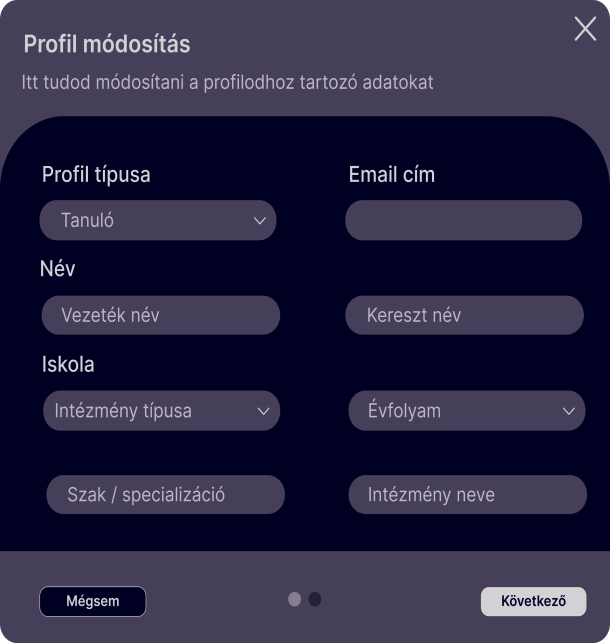 Profil módosítás
Itt tudod módosítani a profilodhoz tartozó adatokat
Profil típusa
Email cím
Tanuló
Név
Vezeték név
Kereszt név
Iskola
Intézmény típusa
Évfolyam
Szak / specializáció
Intézmény neve
Mégsem
Következő